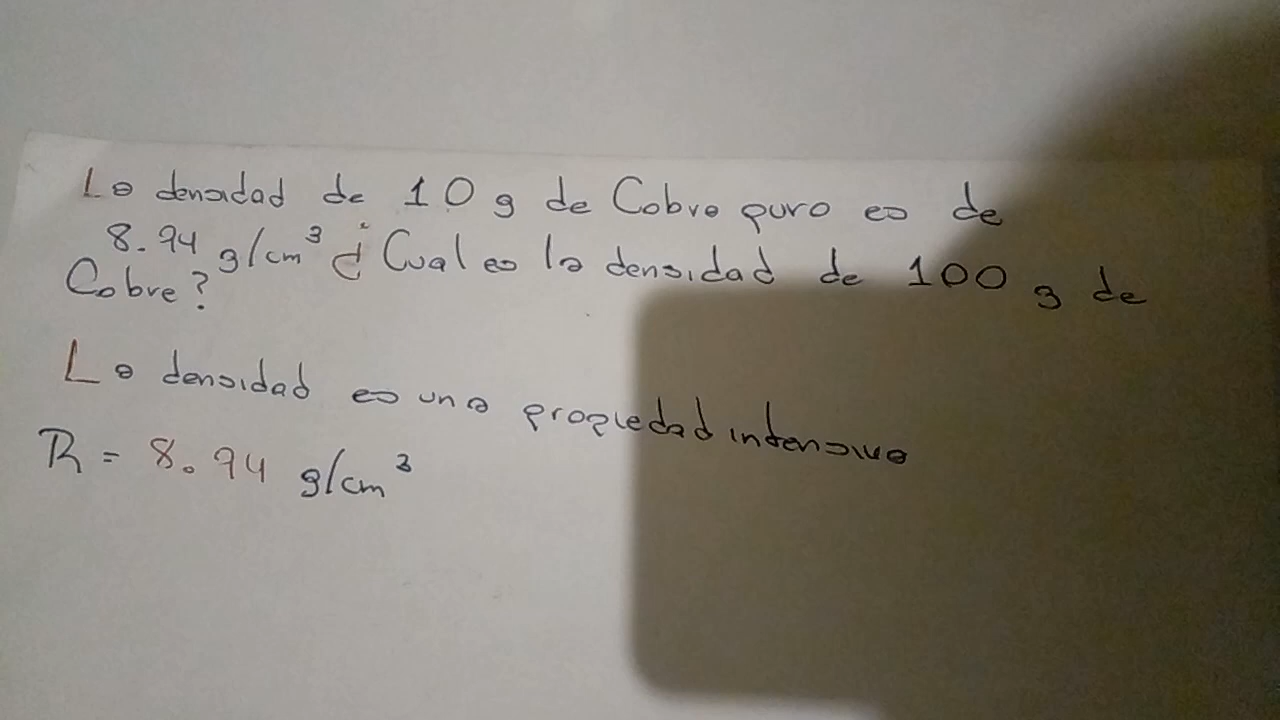 La densidad de 10 g de Cobre puro es de
8.94 g/cm³ ¿Cual es la densidad de 100 g de
Cobre?
La densidad es una propiedad intensiva
R = 8.94 g/cm³